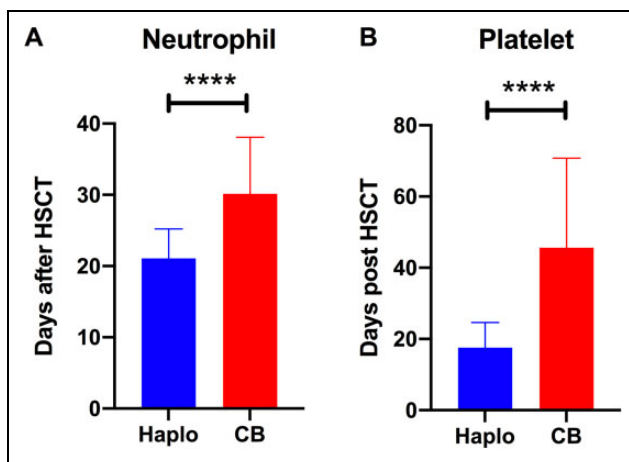 A
Neutrophil
****
Days after HSCT
40
30
20
10
0
Haplo
CB
B
Platelet
****
Days post HSCT
80
60
40
20
0
Haplo
CB